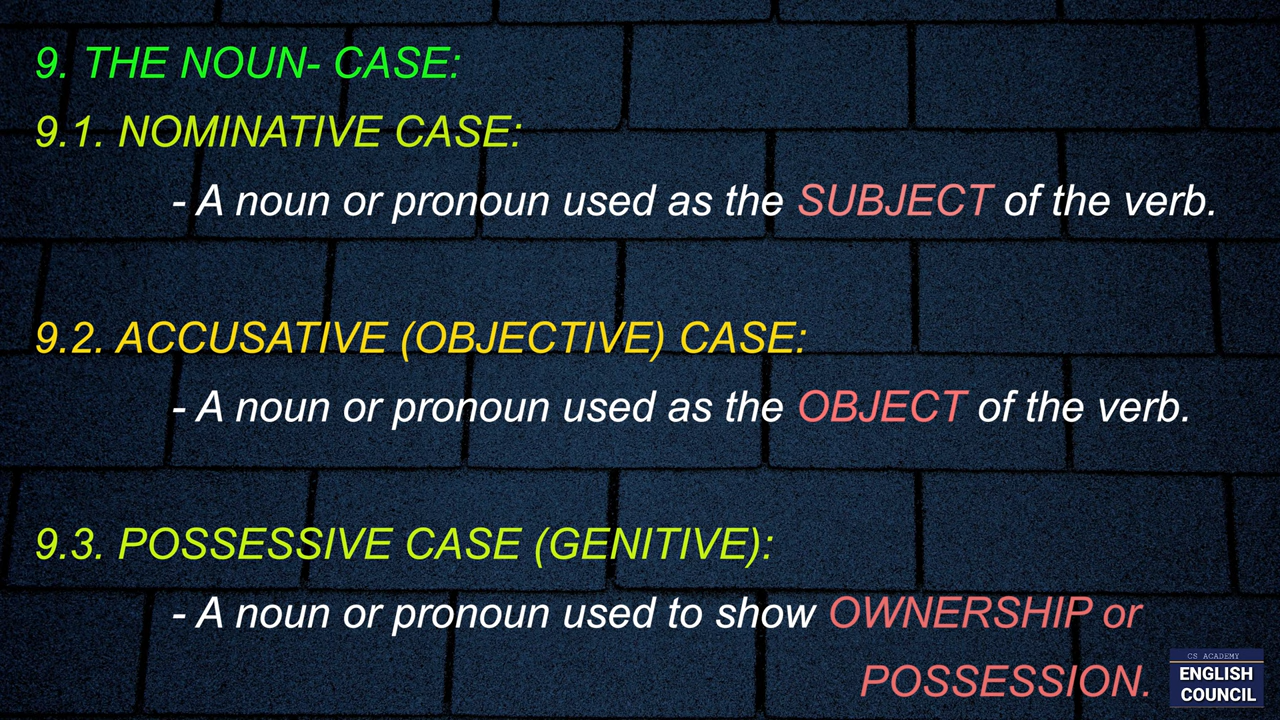 9. THE NOUN- CASE:
9.1. NOMINATIVE CASE:
- A noun or pronoun used as the SUBJECT of the verb.
9.2. ACCUSATIVE (OBJECTIVE) CASE:
- A noun or pronoun used as the OBJECT of the verb.
9.3. POSSESSIVE CASE (GENITIVE):
- A noun or pronoun used to show OWNERSHIP or
POSSESSION.
CS ACADEMY
ENGLISH
COUNCIL